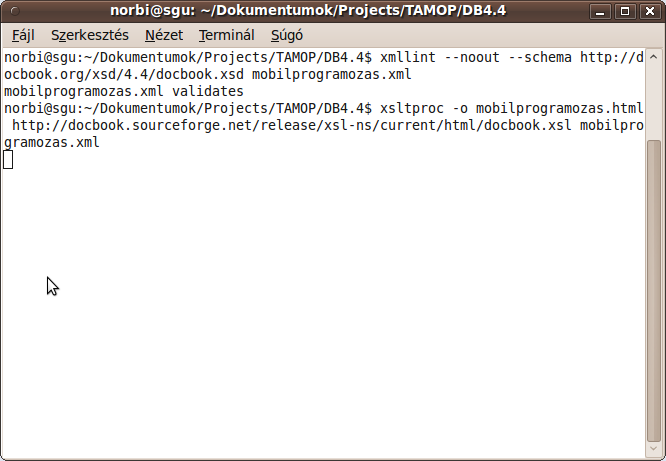 norbi@sgu: ~/Dokumentumok/Projects/TAMOP/DB4.4
Fájl Szerkesztés Nézet Terminál Súgó
norbi@sgu:~/Dokumentumok/Projects/TAMOP/DB4.4$ xmllint --noout --schema http://d
ocbook.org/xsd/4.4/docbook.xsd mobilprogramozas.xml
mobilprogramozas.xml validates
norbi@sgu:~/Dokumentumok/Projects/TAMOP/DB4.4$ xsltproc -o mobilprogramozas.html
 http://docbook.sourceforge.net/release/xsl-ns/current/html/docbook.xsl mobilpro
gramozas.xml